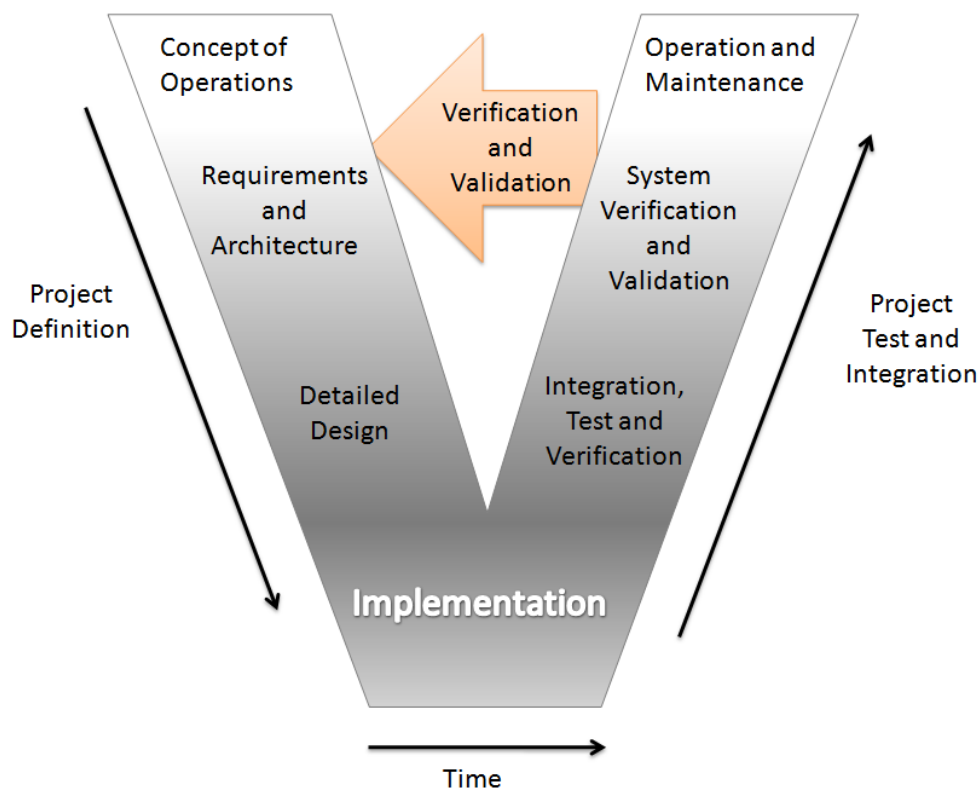 Concept of
Operations
Operation and
Maintenance
Verification
and
Validation
Requirements
and
Architecture
System
Verification
and
Validation
Project
Definition
Project
Test and
Integration
Detailed
Design
Integration,
Test and
Verification
Implementation
Time